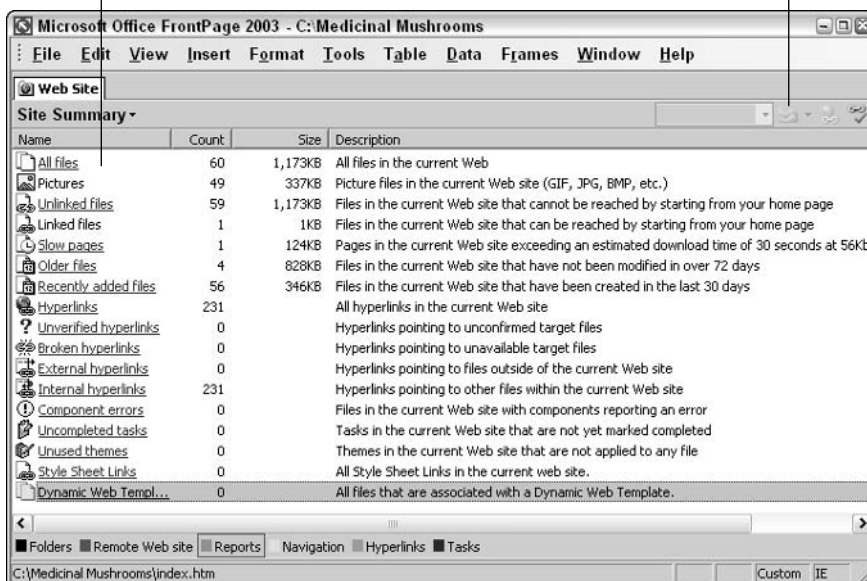 Microsoft Office FrontPage 2003 - C:\Medicinal Mushrooms
File Edit View Insert Format Tools Table Data Frames Window Help
Web Site
Site Summary
Name Count Size Description
All files 60 1,173KB All files in the current Web
Pictures 49 337KB Picture files in the current Web site (GIF, JPG, BMP, etc.)
Unlinked files 59 1,173KB Files in the current Web site that cannot be reached by starting from your home page
Linked files 1 1KB Files in the current Web site that can be reached by starting from your home page
Slow pages 1 124KB Pages in the current Web site exceeding an estimated download time of 30 seconds at 56Kb
Older files 4 828KB Files in the current Web site that have not been modified in over 72 days
Recently added files 56 346KB Files in the current Web site that have been created in the last 30 days
Hyperlinks 231 All hyperlinks in the current Web site
? Unverified hyperlinks 0 Hyperlinks pointing to unconfirmed target files
Broken hyperlinks 0 Hyperlinks pointing to unavailable target files
External hyperlinks 0 Hyperlinks pointing to files outside of the current Web site
Internal hyperlinks 231 Hyperlinks pointing to other files within the current Web site
Component errors 0 Files in the current Web site with components reporting an error
Uncompleted tasks 0 Tasks in the current Web site that are not yet marked completed
Unused themes 0 Themes in the current Web site that are not applied to any file
Style Sheet Links 0 All Style Sheet Links in the current web site.
Dynamic Web Templ... 0 All files that are associated with a Dynamic Web Template.
Folders Remote Web site Reports Navigation Hyperlinks Tasks
C:\Medicinal Mushrooms\index.htm Custom IE